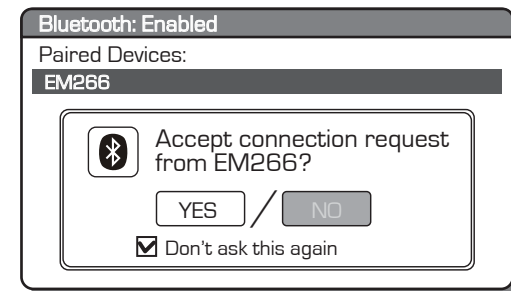 Bluetooth: Enabled
Paired Devices:
EM266
Accept connection request
from EM266?
YES / NO
Don't ask this again